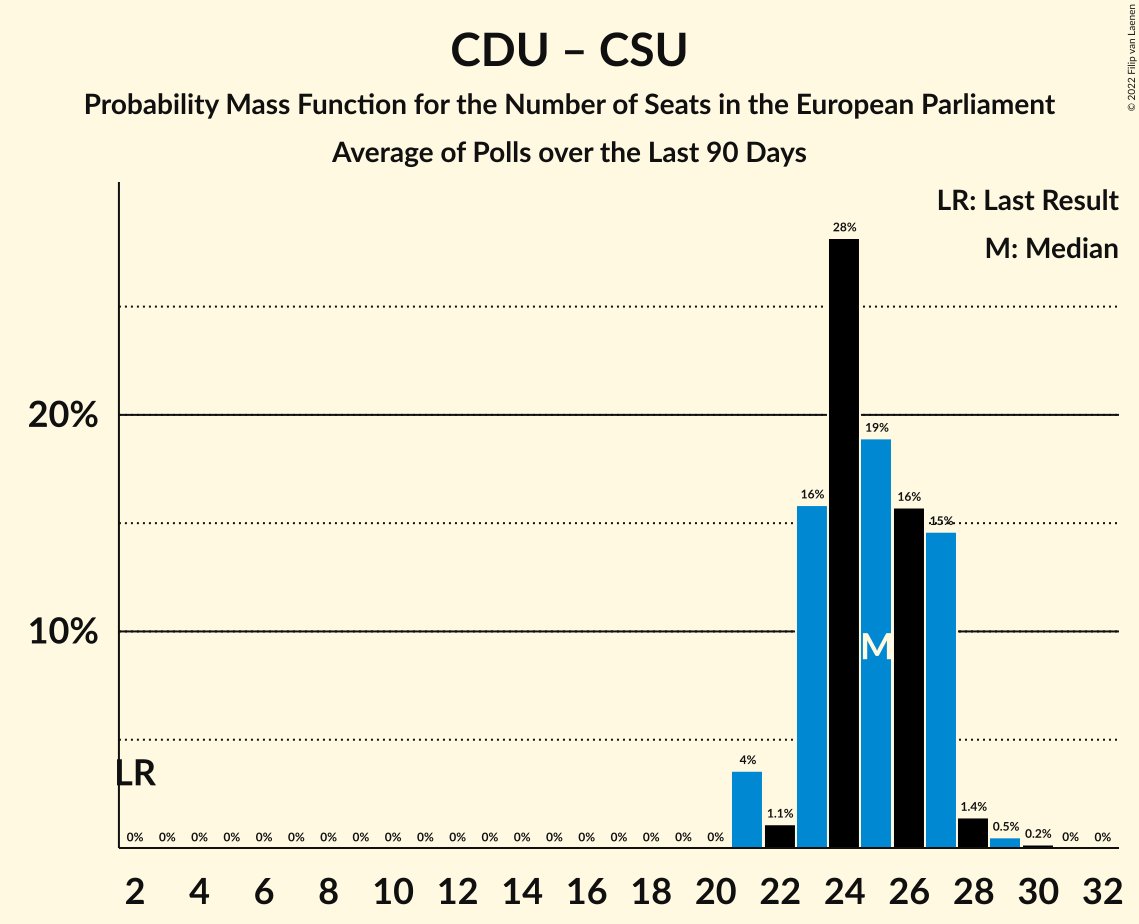 CDU – CSU
Probability Mass Function for the Number of Seats in the European Parliament
Average of Polls over the Last 90 Days
© 2022 Filip van Laenen
LR: Last Result
M: Median
28%
20%
19%
16%
16%
15%
10%
M
LR
4%
1.1%
1.4%
0.5%
0.2%
0% 0% 0% 0% 0% 0% 0% 0% 0% 0% 0% 0% 0% 0% 0% 0% 0% 0% 0% 0% 0%
2 4 6 8 10 12 14 16 18 20 22 24 26 28 30 32